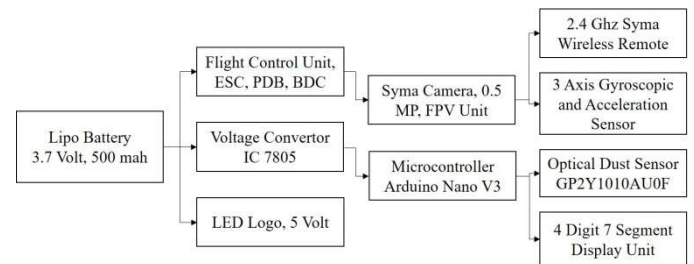 Lipo Battery
3.7 Volt, 500 mah
Flight Control Unit,
ESC, PDB, BDC
Voltage Convertor
IC 7805
LED Logo, 5 Volt
Syma Camera, 0.5
MP, FPV Unit
Microcontroller
Arduino Nano V3
2.4 Ghz Syma
Wireless Remote
3 Axis Gyroscopic
and Acceleration
Sensor
Optical Dust Sensor
GP2Y1010AU0F
4 Digit 7 Segment
Display Unit